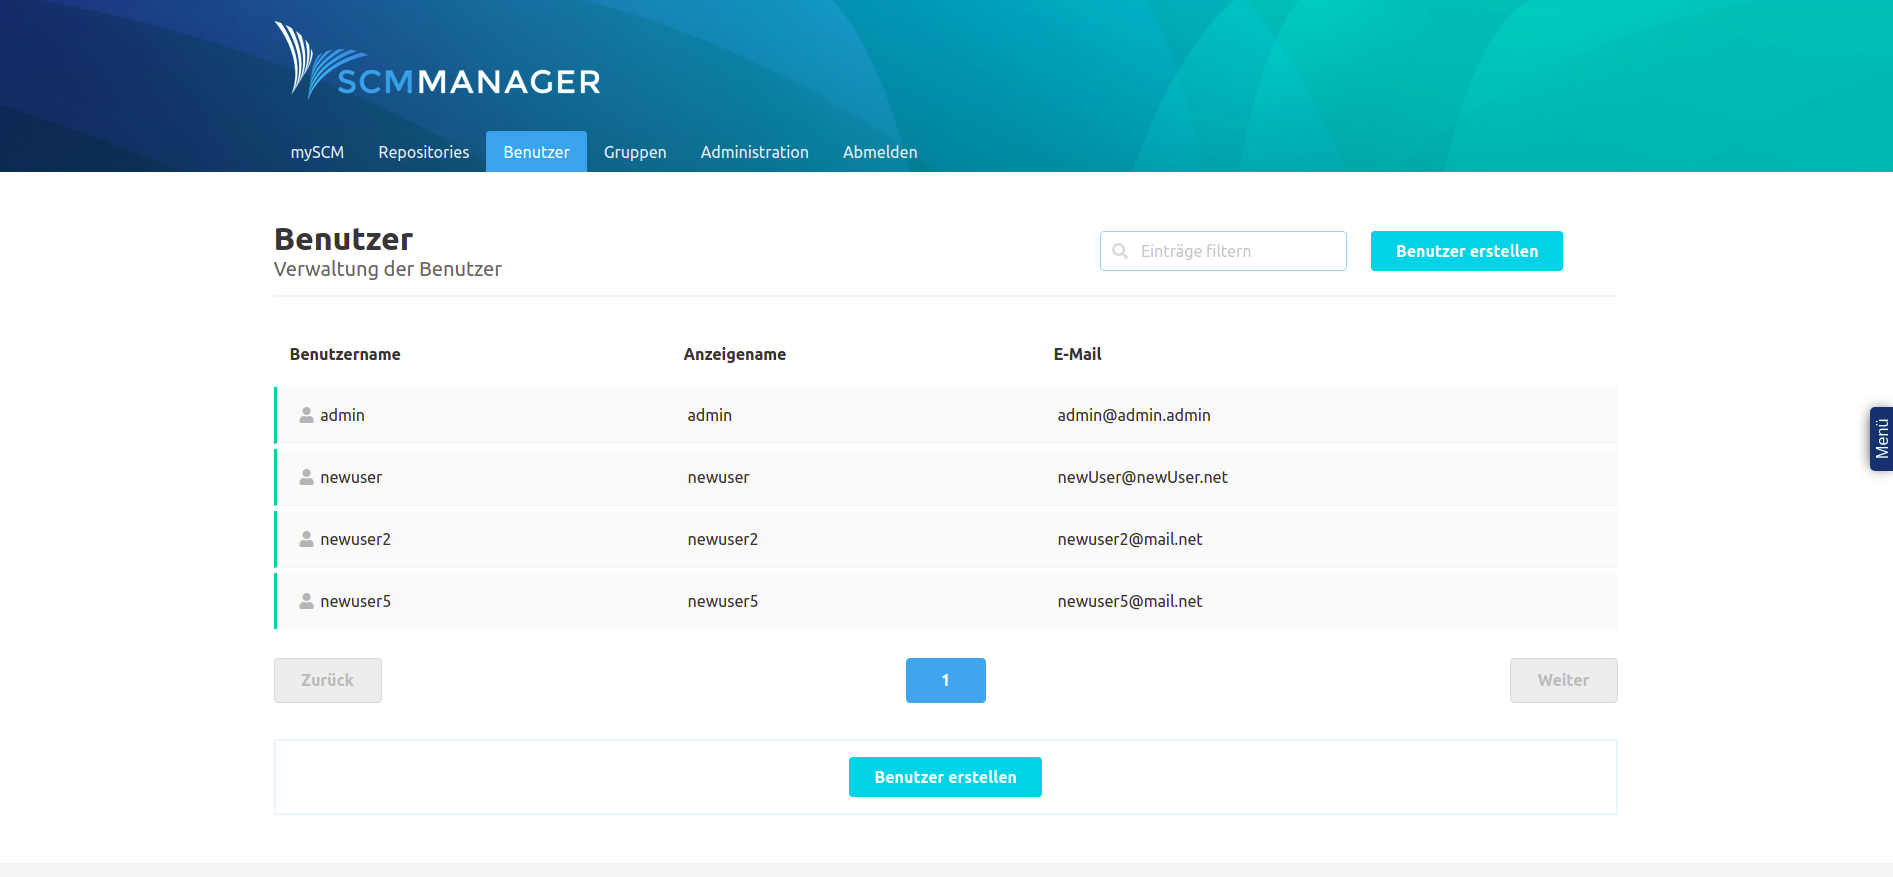 SCMMANAGER
mySCM Repositories Benutzer Gruppen Administration Abmelden
Benutzer
Verwaltung der Benutzer
Einträge filtern
Benutzer erstellen
Benutzername Anzeigename E-Mail
admin admin admin@admin.admin
newuser newuser newUser@newUser.net
newuser2 newuser2 newuser2@mail.net
newuser5 newuser5 newuser5@mail.net
Zurück 1 Weiter
Benutzer erstellen
Menü